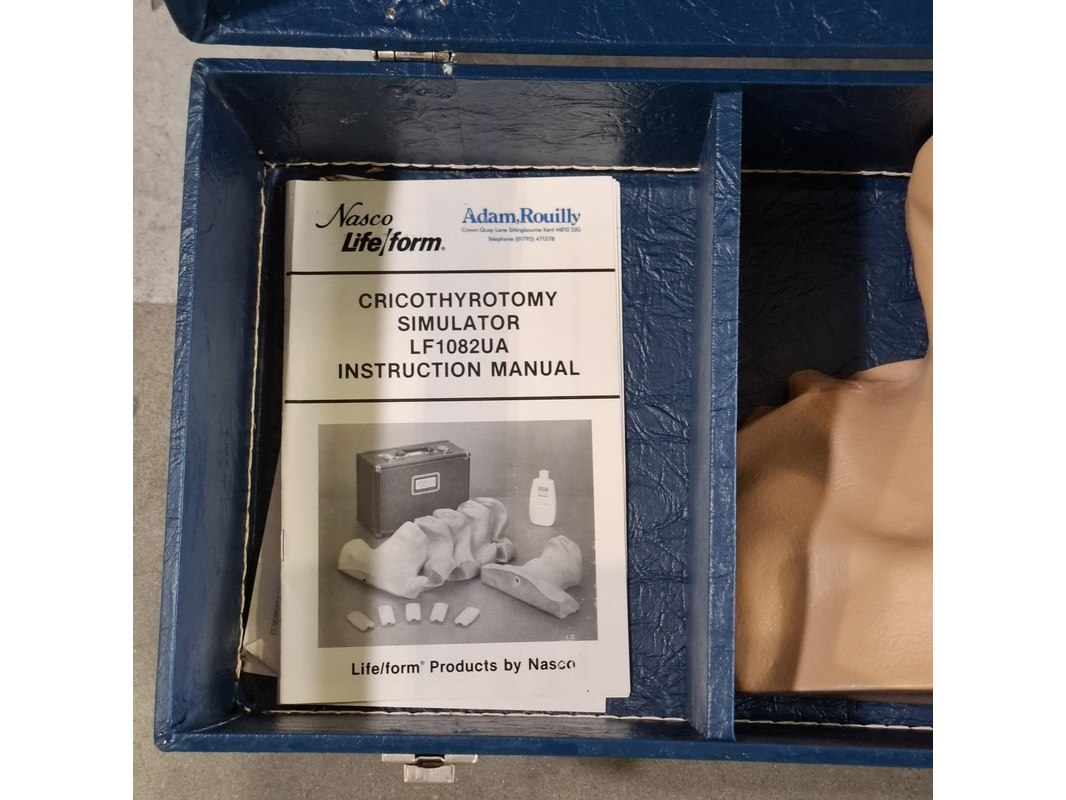 Nasco
Life/form®
Adam,Rouilly
Crown Quay Lane Sittingbourne Kent ME10 3JG
Telephone (01795) 471378
CRICOTHYROTOMY
SIMULATOR
LF1082UA
INSTRUCTION MANUAL
Life/form® Products by Nasco